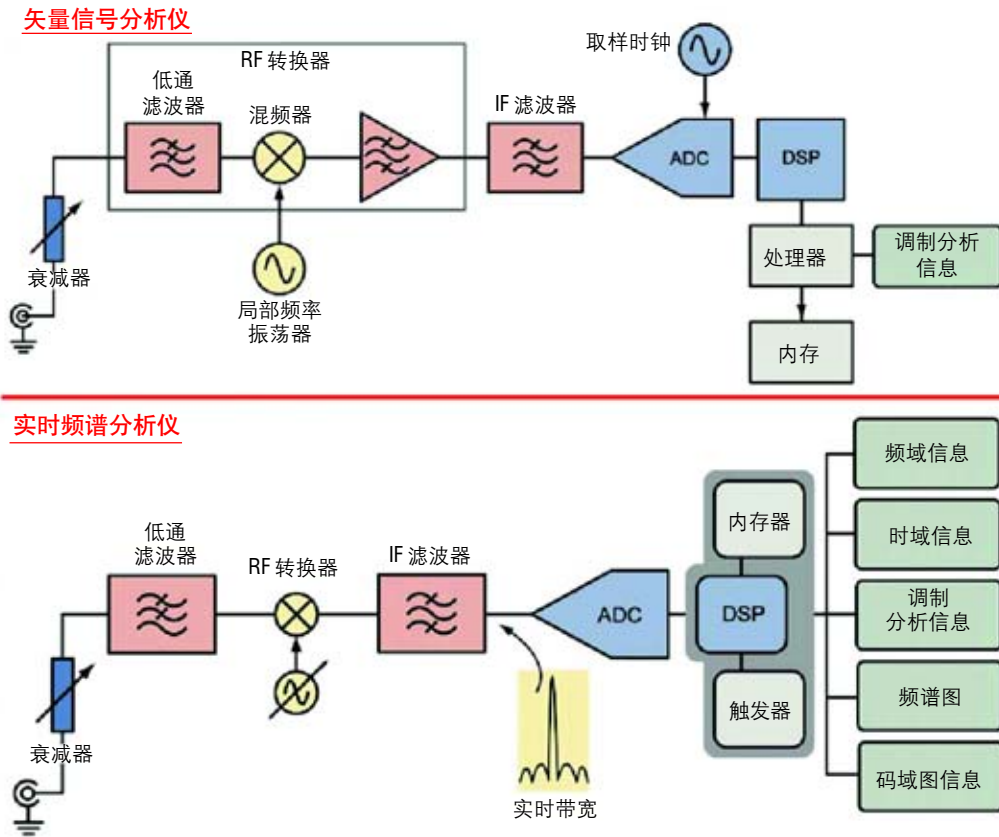 矢量信号分析仪
RF 转换器
取样时钟
低通
滤波器
混频器
IF 滤波器
ADC
DSP
衰减器
局部频率
振荡器
处理器
调制分析
信息
内存
实时频谱分析仪
低通
滤波器
RF 转换器
IF 滤波器
ADC
内存器
DSP
触发器
频域信息
时域信息
调制
分析信息
频谱图
码域图信息
衰减器
实时带宽